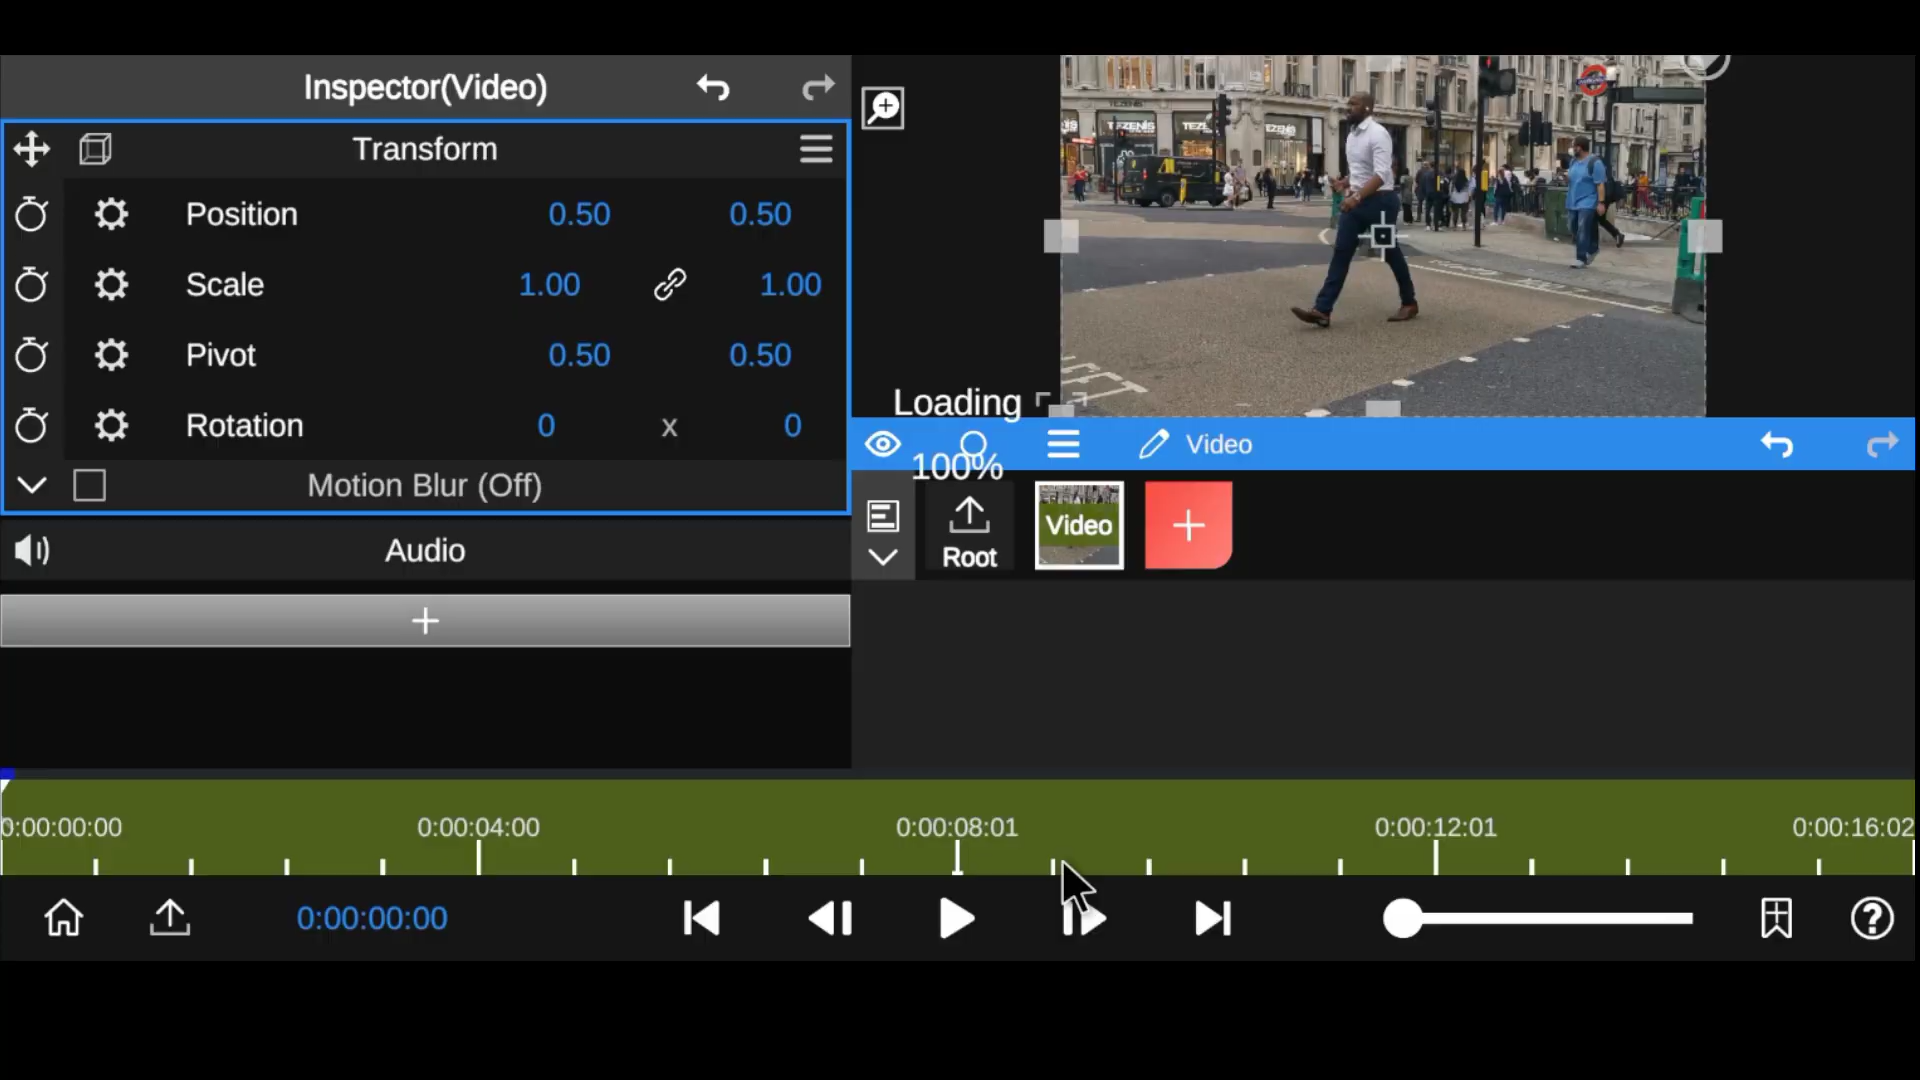 Inspector(Video)
Transform
Position 0.50 0.50
Scale 1.00 1.00
Pivot 0.50 0.50
Rotation 0 x 0
Motion Blur (Off)
Audio
+
TEZENIS
TEZENIS
Loading
100%
Video
Root
Video
+
0:00:00:00 0:00:04:00 0:00:08:01 0:00:12:01 0:00:16:02
0:00:00:00